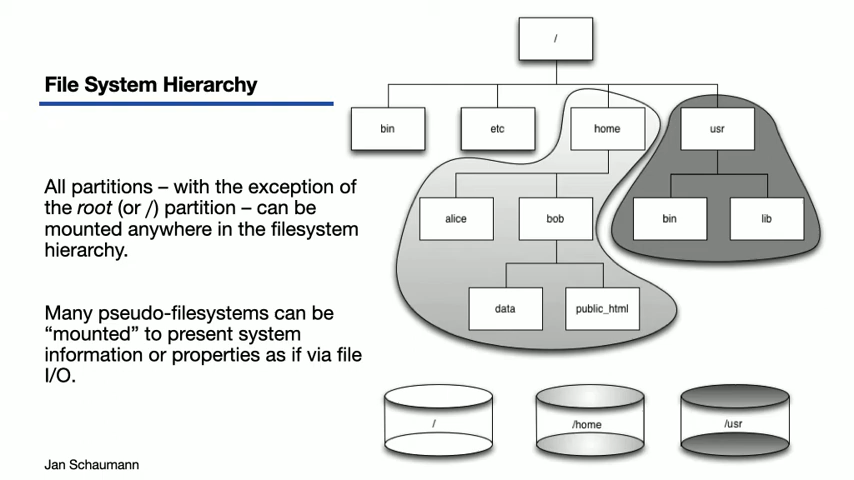 File System Hierarchy
All partitions – with the exception of
the root (or /) partition – can be
mounted anywhere in the filesystem
hierarchy.
Many pseudo-filesystems can be
“mounted” to present system
information or properties as if via file
I/O.
Jan Schaumann
/
bin
etc
home
usr
alice
bob
bin
lib
data
public_html
/
/home
/usr